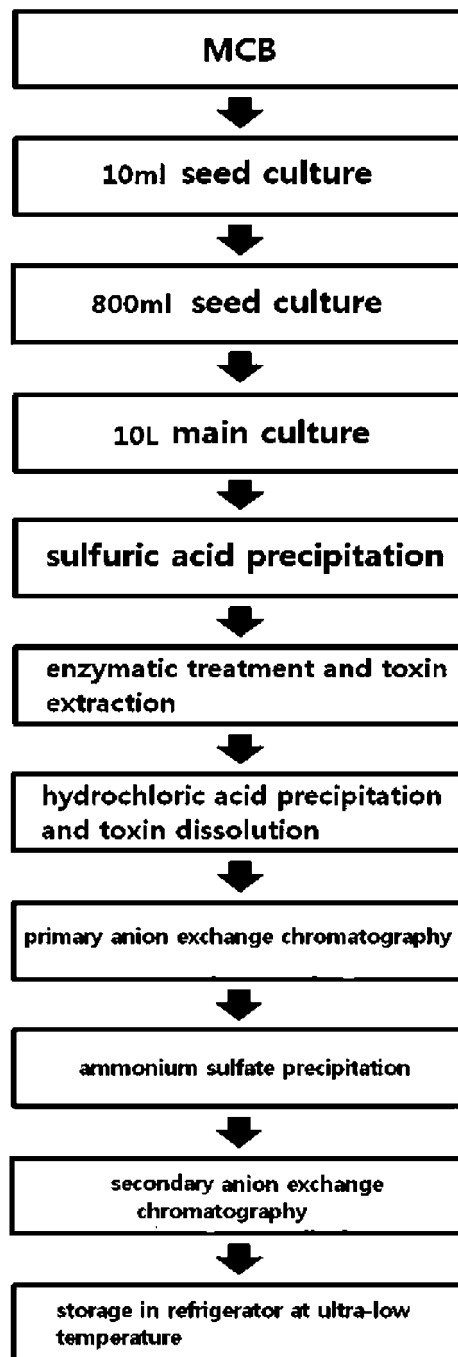 MCB
10ml seed culture
800ml seed culture
10L main culture
sulfuric acid precipitation
enzymatic treatment and toxin
extraction
hydrochloric acid precipitation
and toxin dissolution
primary anion exchange chromatography
ammonium sulfate precipitation
secondary anion exchange
chromatography
storage in refrigerator at ultra-low
temperature